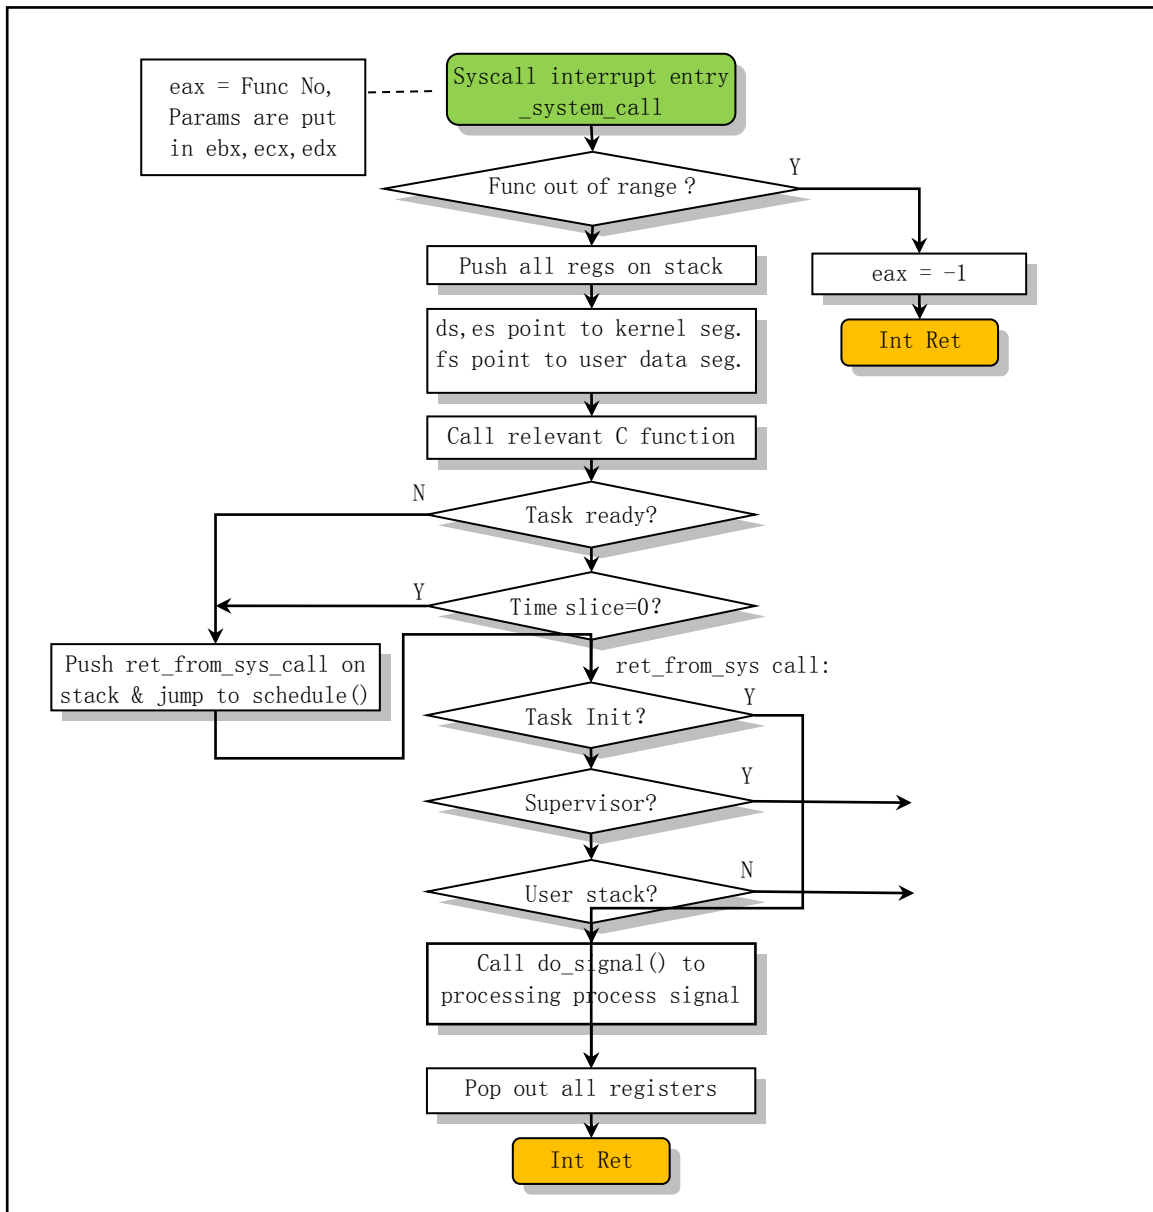 eax = Func No,
Params are put
in ebx,ecx,edx
Syscall interrupt entry
_system_call
Y
Func out of range?
Push all regs on stack
eax = -1
ds,es point to kernel seg.
fs point to user data seg.
Int Ret
Call relevant C function
N
Task ready?
Y
Time slice=0?
Push ret_from_sys_call on
stack & jump to schedule()
ret_from_sys call:
Y
Task Init?
Y
Supervisor?
N
User stack?
Call do_signal() to
processing process signal
Pop out all registers
Int Ret